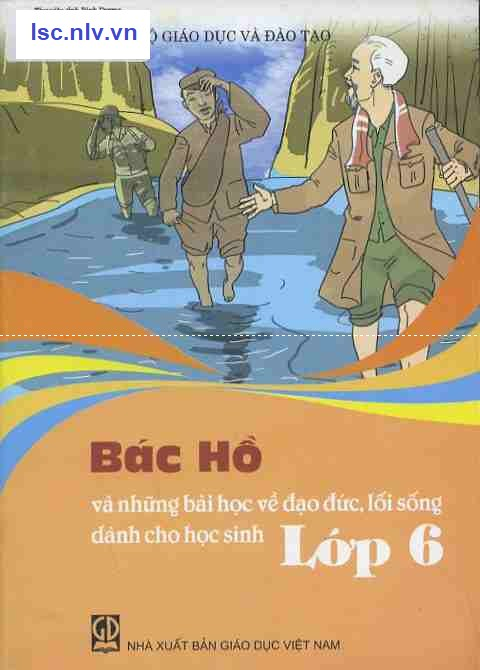 lsc.nlv.vn
GIÁO DỤC VÀ ĐÀO TẠO
Bác Hồ
và những bài học về đạo đức, lối sống
dành cho học sinh Lớp 6
GD
NHÀ XUẤT BẢN GIÁO DỤC VIỆT NAM